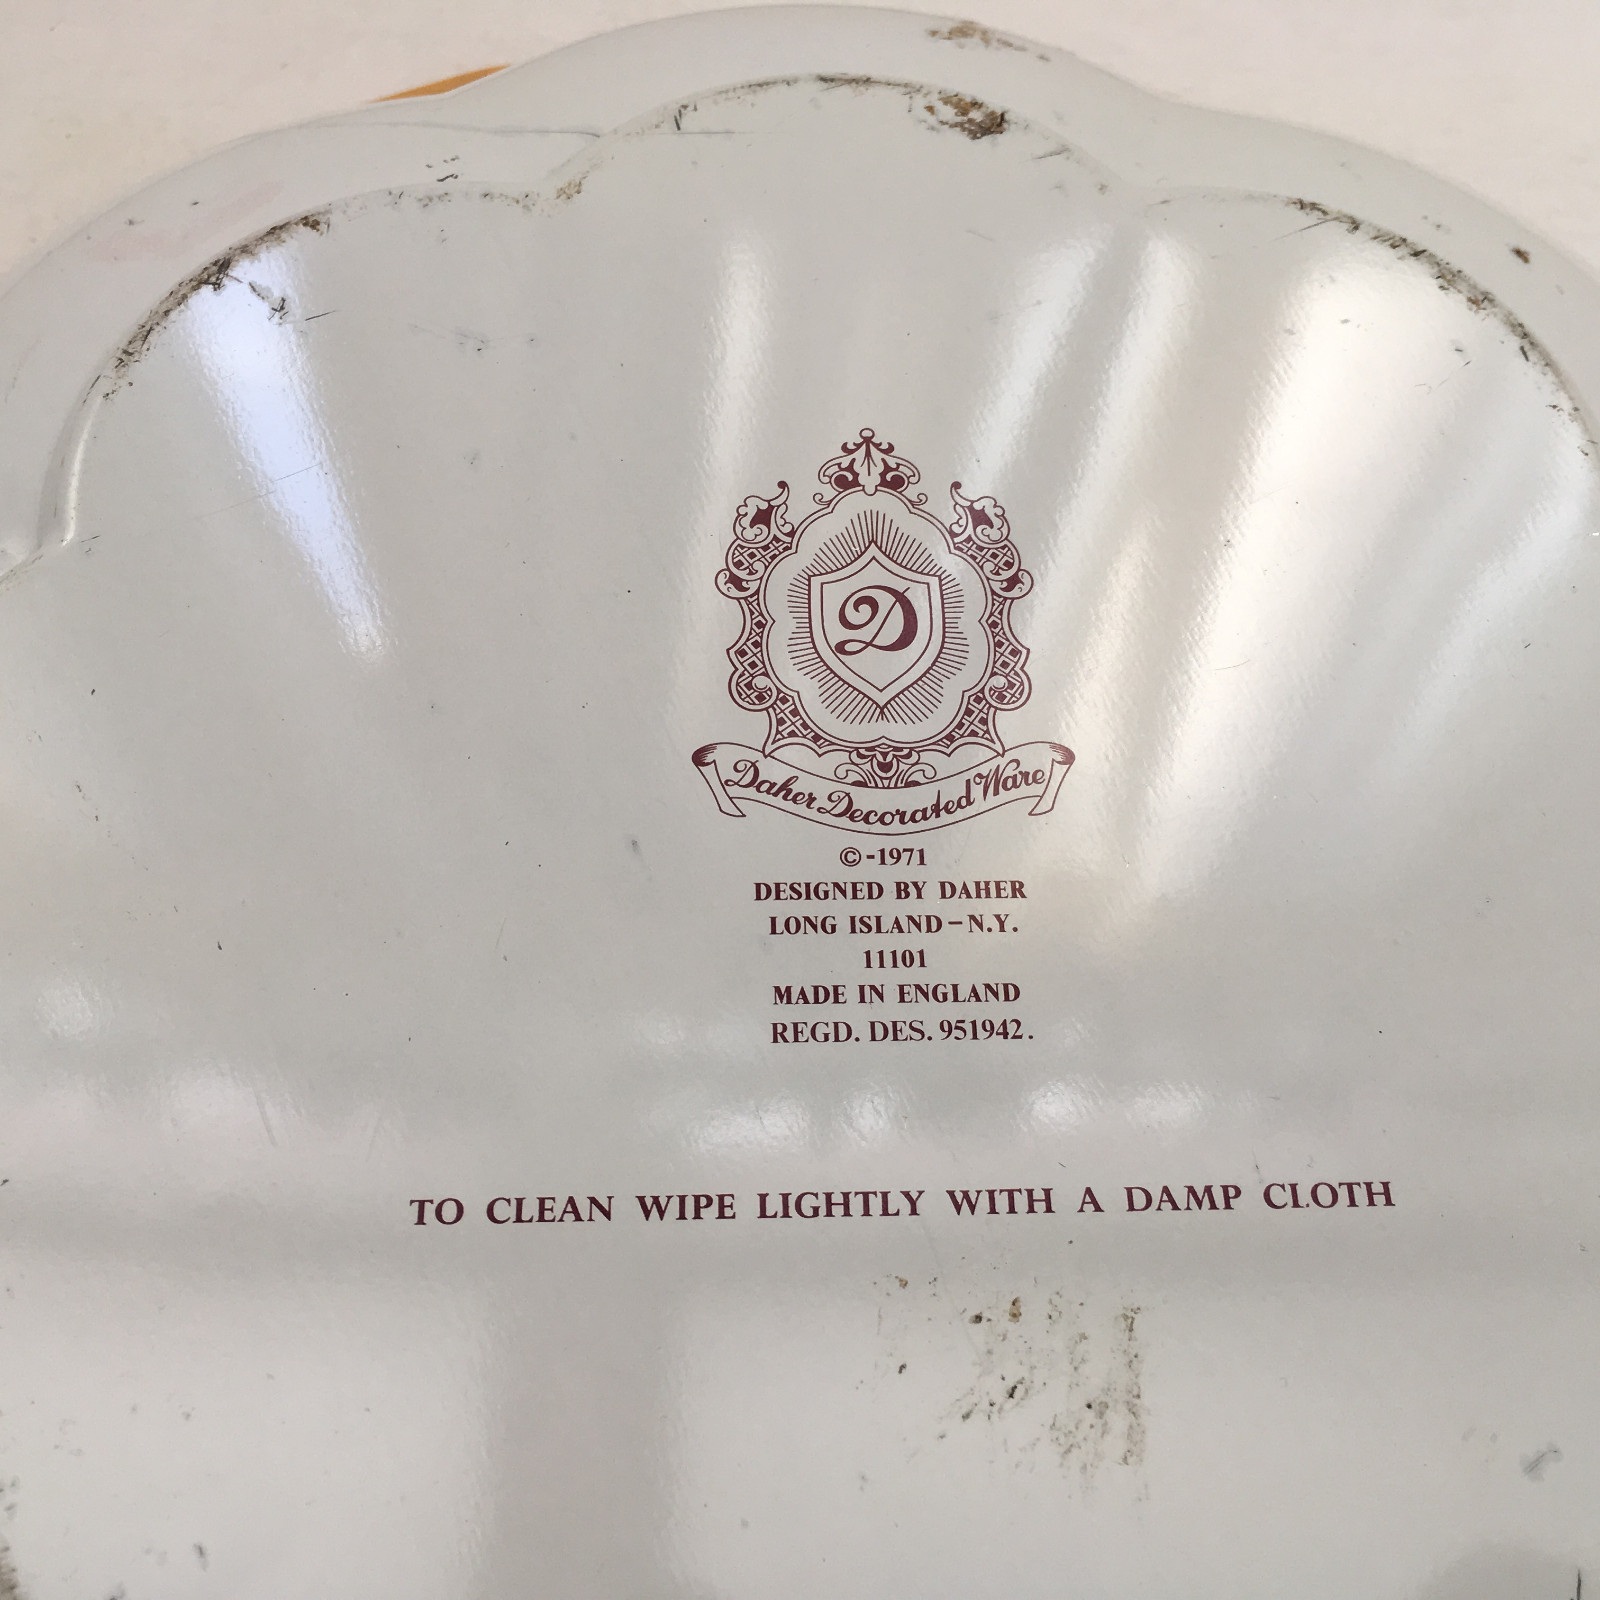 D
Daher Decorated Ware
©-1971
DESIGNED BY DAHER
LONG ISLAND-N.Y.
11101
MADE IN ENGLAND
REGD. DES. 951942.
TO CLEAN WIPE LIGHTLY WITH A DAMP CLOTH